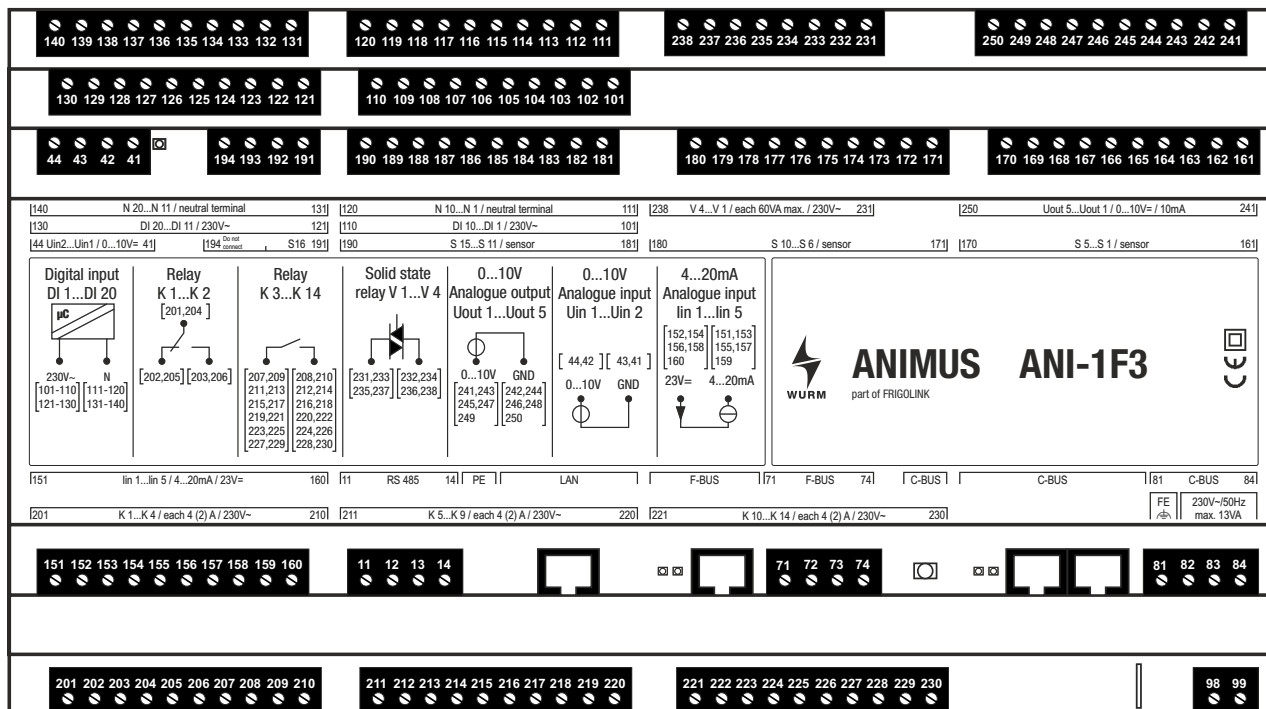 140 139 138 137 136 135 134 133 132 131
120 119 118 117 116 115 114 113 112 111
238 237 236 235 234 233 232 231
250 249 248 247 246 245 244 243 242 241
130 129 128 127 126 125 124 123 122 121
110 109 108 107 106 105 104 103 102 101
44 43 42 41
194 193 192 191
190 189 188 187 186 185 184 183 182 181
180 179 178 177 176 175 174 173 172 171
170 169 168 167 166 165 164 163 162 161
140 N 20...N 11 / neutral terminal 131
120 N 10...N 1 / neutral terminal 111
238 V 4...V 1 / each 60VA max. / 230V~ 231
250 Uout 5...Uout 1 / 0...10V= / 10mA 241
130 DI 20...DI 11 / 230V~ 121
110 DI 10...DI 1 / 230V~ 101
44 Uin2...Uin1 / 0...10V= 41
194 Do not
connect
S16 191
190 S 15...S 11 / sensor 181
180 S 10...S 6 / sensor 171
170 S 5...S 1 / sensor 161
Digital input
DI 1...DI 20
µC
230V~ N
[101-110] [111-120]
[121-130] [131-140]
Relay
K 1...K 2
[201,204]
[202,205] [203,206]
Relay
K 3...K 14
207,209 208,210
211,213 212,214
215,217 216,218
219,221 220,222
223,225 224,226
227,229 228,230
Solid state
relay V 1...V 4
231,233 232,234
235,237 236,238
0...10V
Analogue output
Uout 1...Uout 5
0...10V GND
241,243 242,244
245,247 246,248
249 250
0...10V
Analogue input
Uin 1...Uin 2
[ 44,42 ] [ 43,41 ]
0...10V GND
4...20mA
Analogue input
Iin 1...Iin 5
152,154 151,153
156,158 155,157
160 159
23V= 4...20mA
WURM
ANIMUS ANI-1F3
part of FRIGOLINK
CE
151 Iin 1...Iin 5 / 4...20mA / 23V= 160
11 RS 485 14
PE
LAN
F-BUS
71 F-BUS 74
C-BUS
C-BUS
81 C-BUS 84
201 K 1...K 4 / each 4 (2) A / 230V~ 210
211 K 5...K 9 / each 4 (2) A / 230V~ 220
221 K 10...K 14 / each 4 (2) A / 230V~ 230
FE
230V~/50Hz
max. 13VA
151 152 153 154 155 156 157 158 159 160
11 12 13 14
71 72 73 74
81 82 83 84
201 202 203 204 205 206 207 208 209 210
211 212 213 214 215 216 217 218 219 220
221 222 223 224 225 226 227 228 229 230
98 99